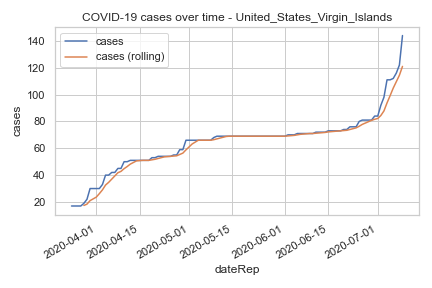 COVID-19 cases over time - United_States_Virgin_Islands
cases
cases (rolling)
cases
140
120
100
80
60
40
20
2020-04-01
2020-04-15
2020-05-01
2020-05-15
2020-06-01
2020-06-15
2020-07-01
dateRep